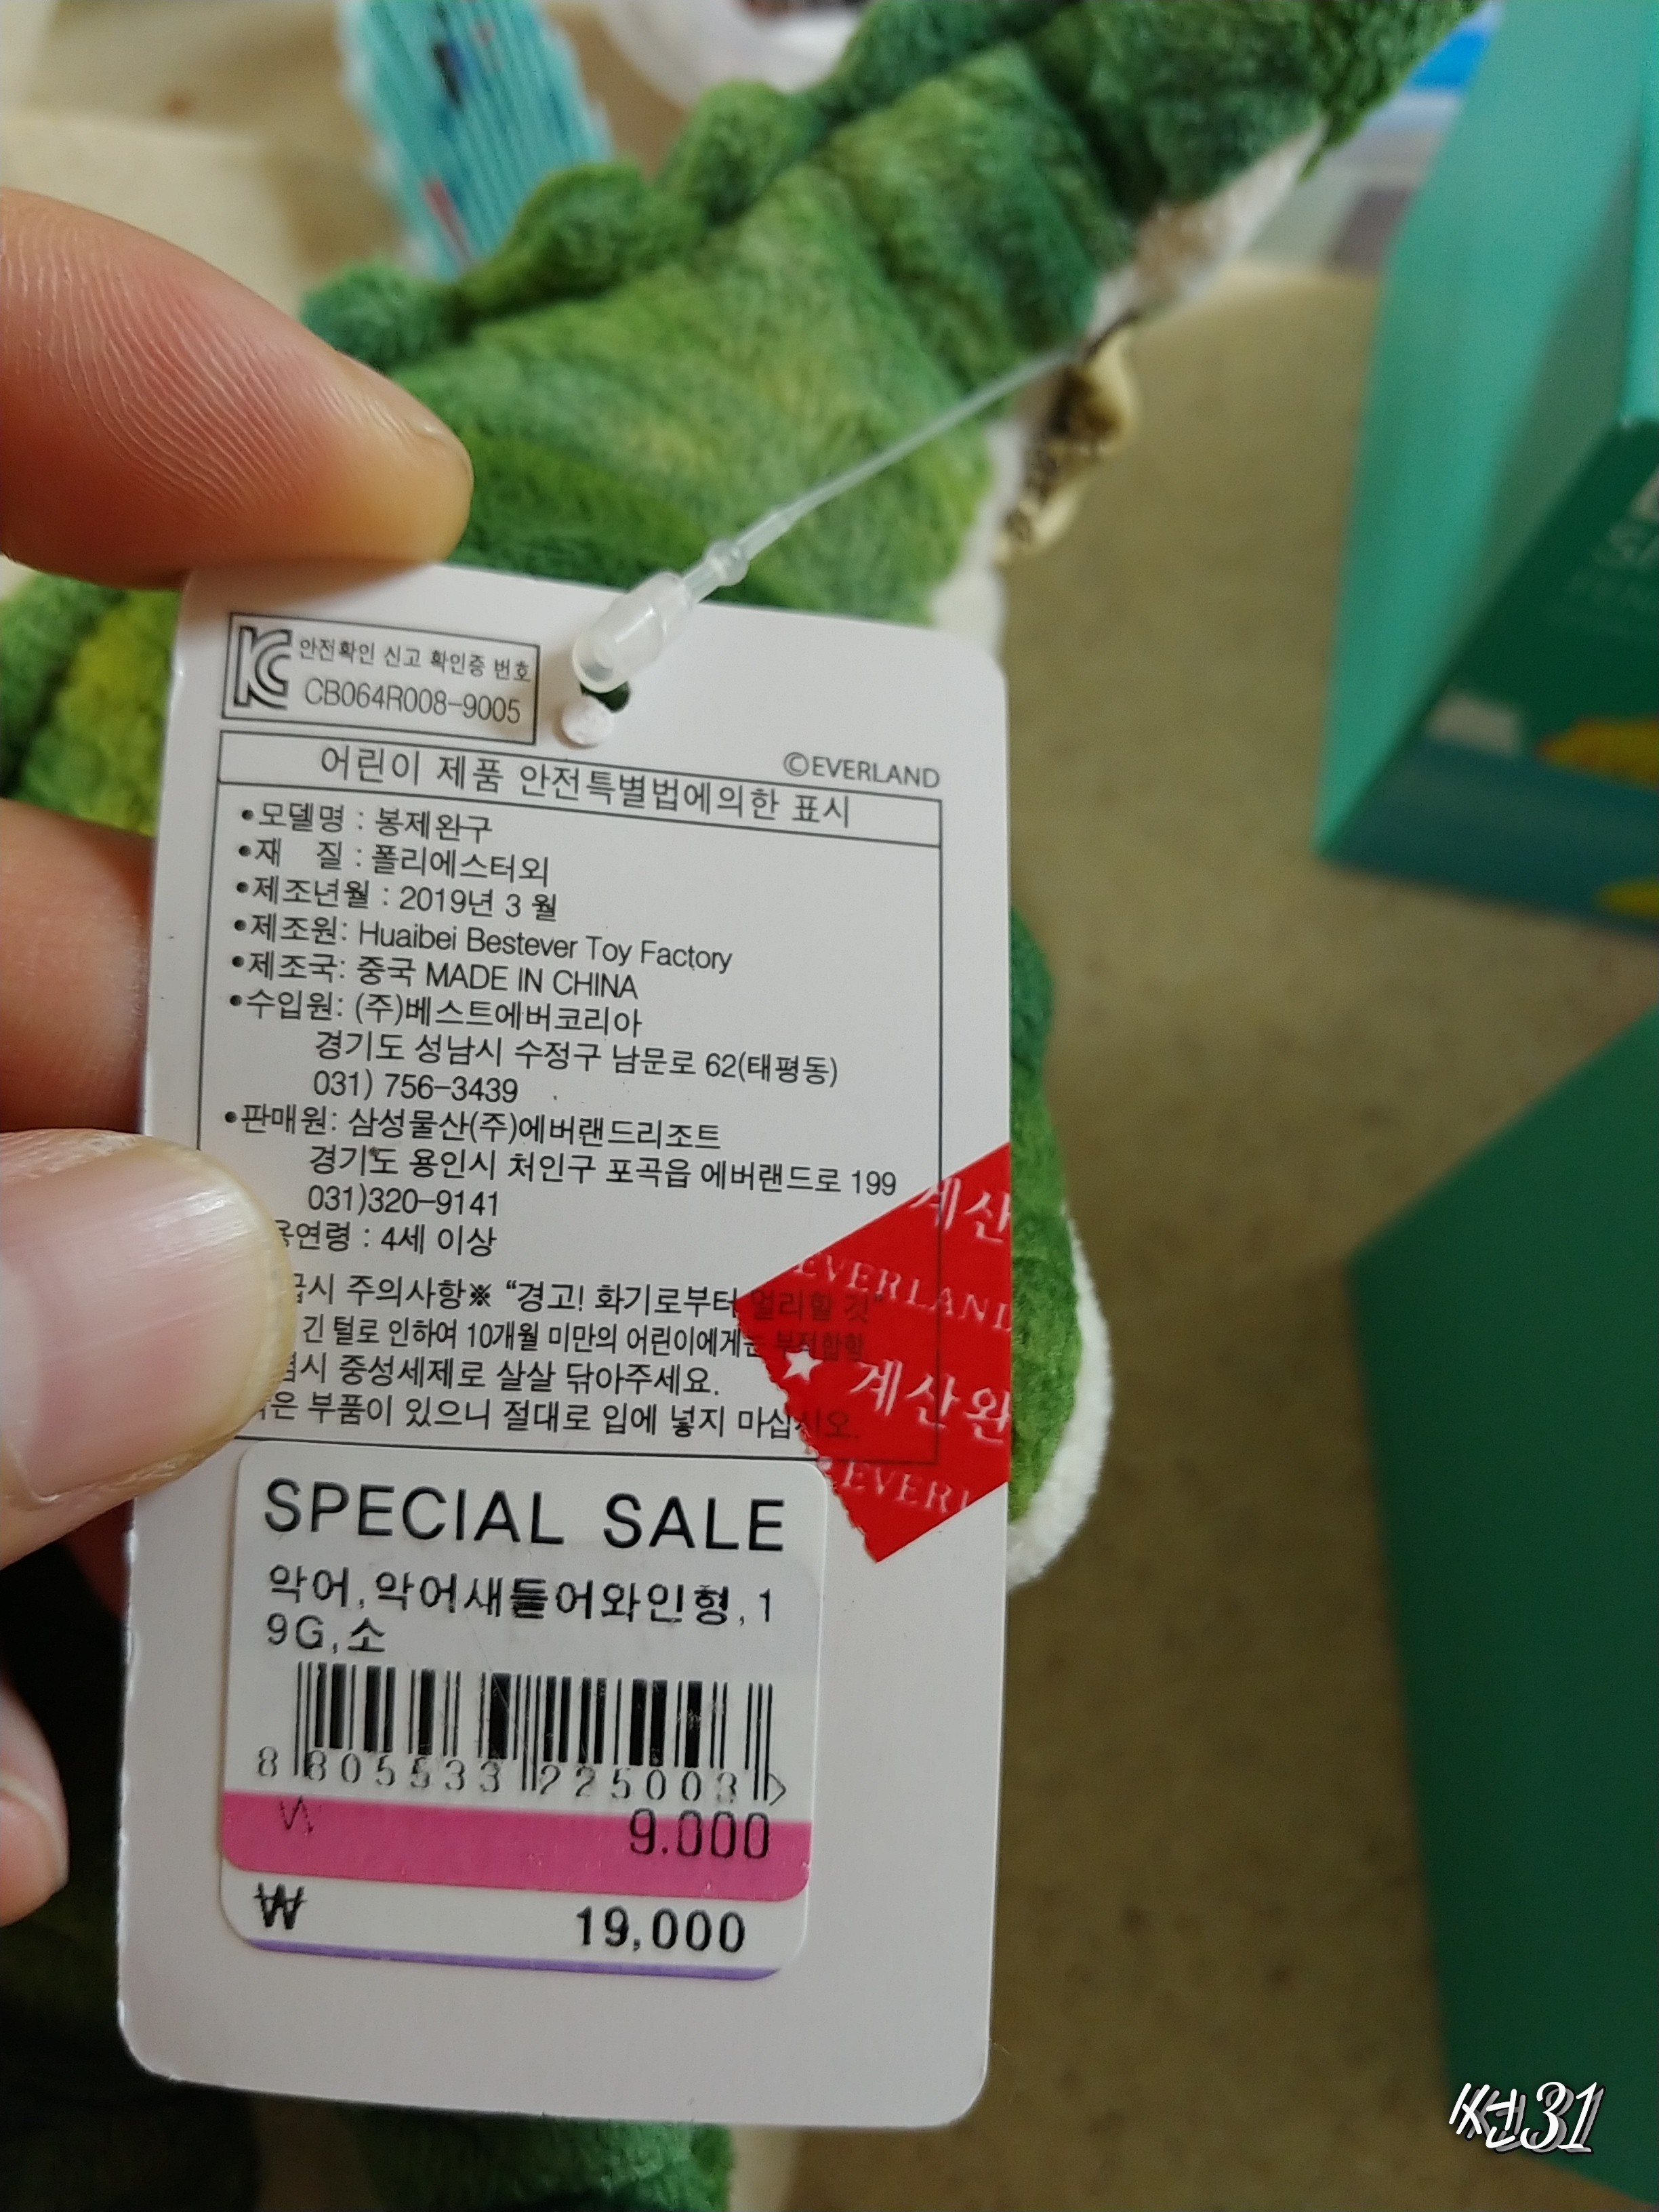 안전확인 신고 확인증 번호
CB064R008-9005
©EVERLAND
어린이 제품 안전특별법에의한 표시
•모델명 : 봉제완구
•재 질 : 폴리에스터외
•제조년월 : 2019년 3 월
•제조원: Huaibei Bestever Toy Factory
•제조국: 중국 MADE IN CHINA
•수입원: (주)베스트에버코리아
경기도 성남시 수정구 남문로 62(태평동)
031) 756-3439
•판매원: 삼성물산(주)에버랜드리조트
경기도 용인시 처인구 포곡읍 에버랜드로 199
031)320-9141
용연령 : 4세 이상
급시 주의사항※ “경고! 화기로부터 멀리할 것”
긴 털로 인하여 10개월 미만의 어린이에게는 부적합함
시 중성세제로 살살 닦아주세요.
은 부품이 있으니 절대로 입에 넣지 마십시오.
계산
EVERLAND
★ 계산완
EVERL
SPECIAL SALE
악어,악어새들어와인형,1
9G,소
8 805533 225003
₩ 9.000
₩ 19,000